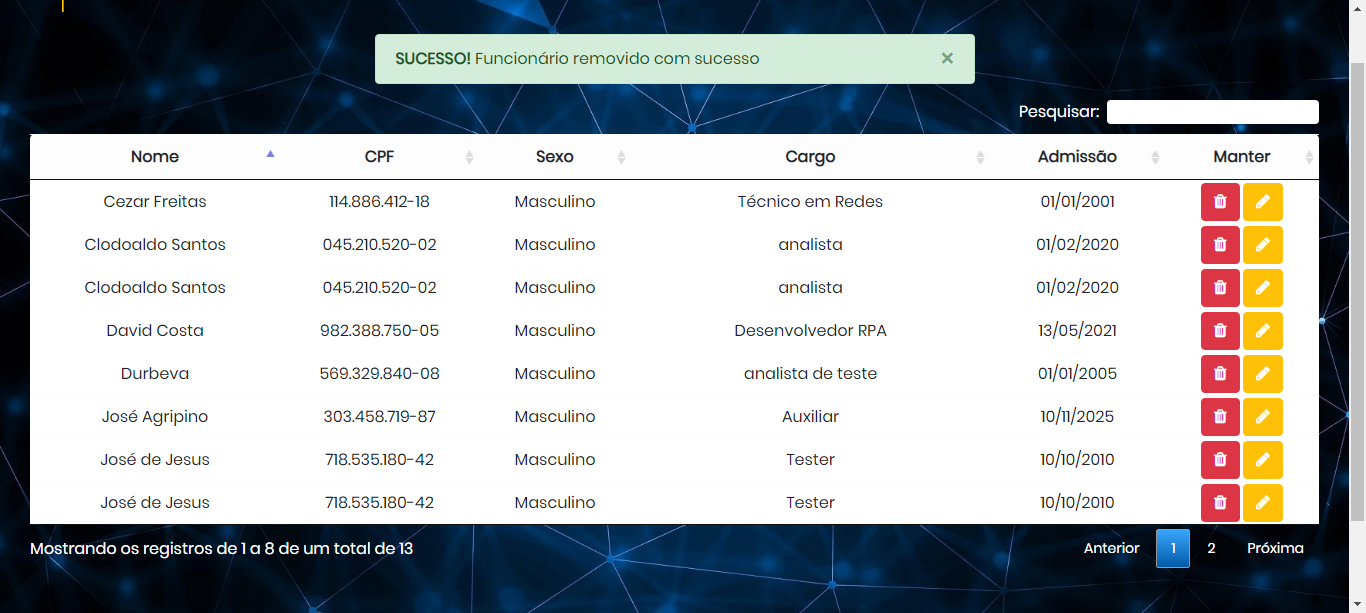 SUCESSO! Funcionário removido com sucesso ×
Pesquisar:
Nome CPF Sexo Cargo Admissão Manter
Cezar Freitas 114.886.412-18 Masculino Técnico em Redes 01/01/2001
Clodoaldo Santos 045.210.520-02 Masculino analista 01/02/2020
Clodoaldo Santos 045.210.520-02 Masculino analista 01/02/2020
David Costa 982.388.750-05 Masculino Desenvolvedor RPA 13/05/2021
Durbeva 569.329.840-08 Masculino analista de teste 01/01/2005
José Agripino 303.458.719-87 Masculino Auxiliar 10/11/2025
José de Jesus 718.535.180-42 Masculino Tester 10/10/2010
José de Jesus 718.535.180-42 Masculino Tester 10/10/2010
Mostrando os registros de 1 a 8 de um total de 13 Anterior 1 2 Próxima